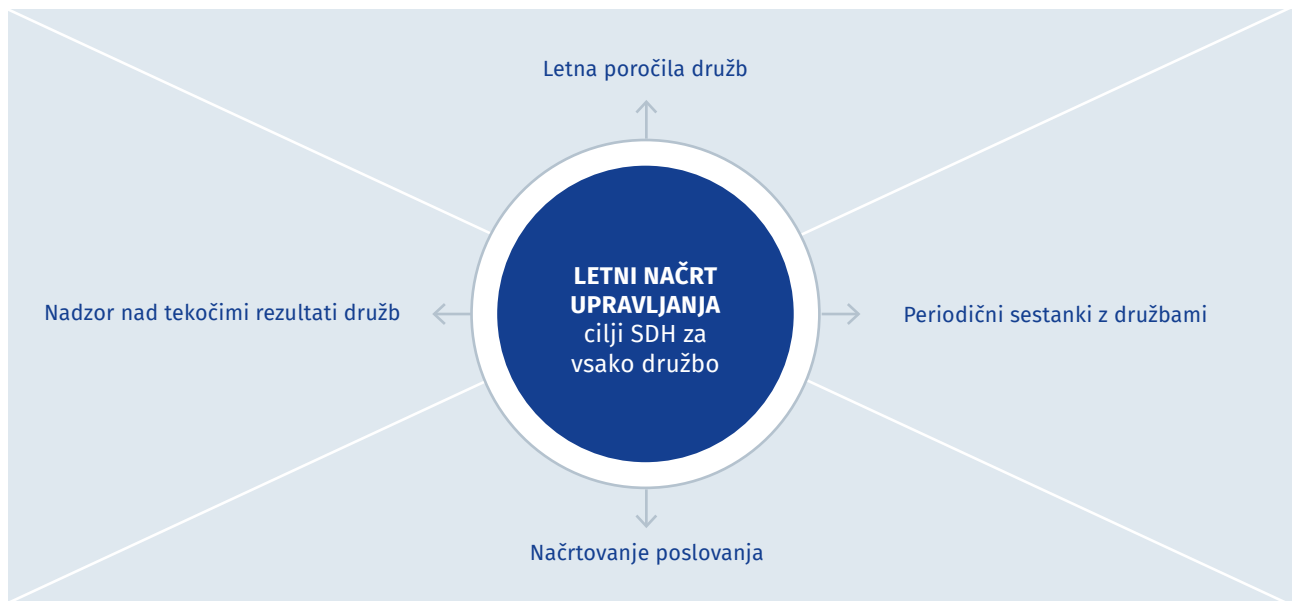 Letna poročila družb
LETNI NAČRT
UPRAVLJANJA
cilji SDH za
vsako družbo
Nadzor nad tekočimi rezultati družb
Periodični sestanki z družbami
Načrtovanje poslovanja